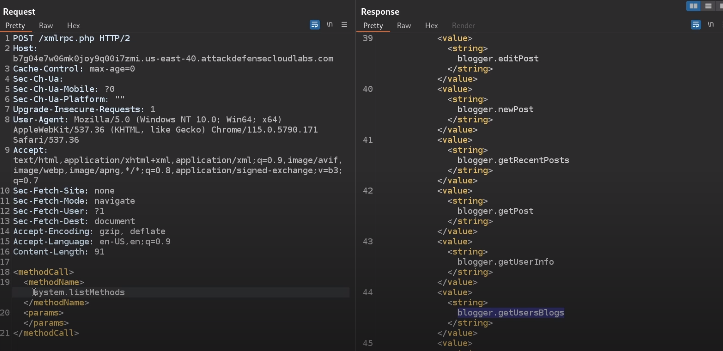 Request
Pretty Raw Hex
\n
1 POST /xmlrpc.php HTTP/2
2 Host:
b7g04e7w06mk0joy9q00i7zmi.us-east-40.attackdefensecloudlabs.com
3 Cache-Control: max-age=0
4 Sec-Ch-Ua:
5 Sec-Ch-Ua-Mobile: ?0
6 Sec-Ch-Ua-Platform: ""
7 Upgrade-Insecure-Requests: 1
8 User-Agent: Mozilla/5.0 (Windows NT 10.0; Win64; x64)
AppleWebKit/537.36 (KHTML, like Gecko) Chrome/115.0.5790.171
Safari/537.36
9 Accept:
text/html,application/xhtml+xml,application/xml;q=0.9,image/avif,
image/webp,image/apng,*/*;q=0.8,application/signed-exchange;v=b3;
q=0.7
10 Sec-Fetch-Site: none
11 Sec-Fetch-Mode: navigate
12 Sec-Fetch-User: ?1
13 Sec-Fetch-Dest: document
14 Accept-Encoding: gzip, deflate
15 Accept-Language: en-US,en;q=0.9
16 Content-Length: 91
17
18 <methodCall>
19 <methodName>
system.listMethods
</methodName>
20 <params>
</params>
21 </methodCall>
Response
Pretty Raw Hex Render
\n
39 <value>
<string>
blogger.editPost
</string>
</value>
40 <value>
<string>
blogger.newPost
</string>
</value>
41 <value>
<string>
blogger.getRecentPosts
</string>
</value>
42 <value>
<string>
blogger.getPost
</string>
</value>
43 <value>
<string>
blogger.getUserInfo
</string>
</value>
44 <value>
<string>
blogger.getUsersBlogs
</string>
</value>
45 <value>